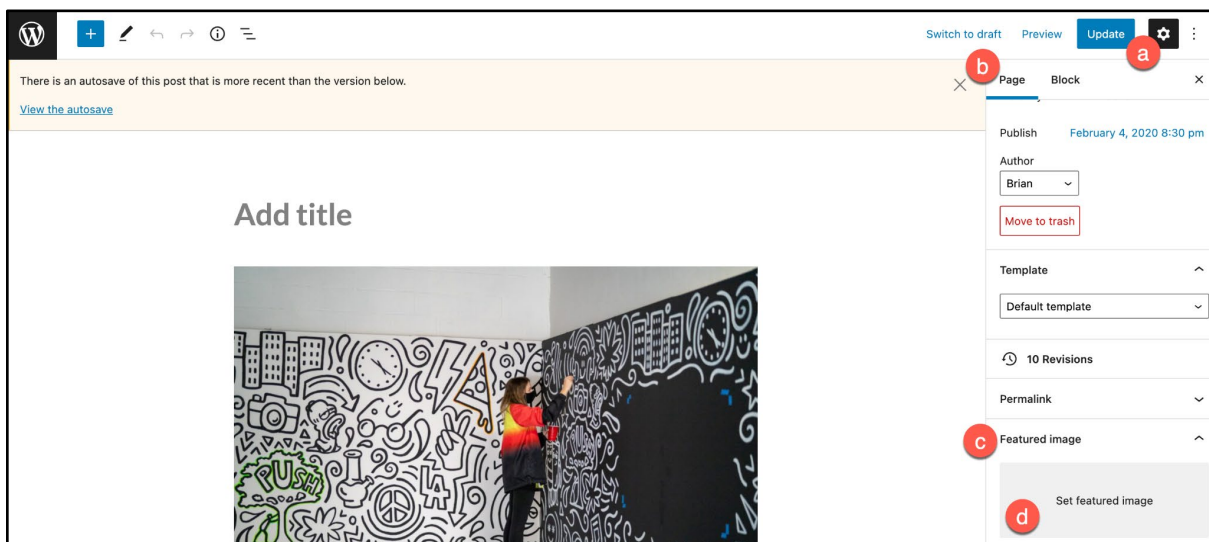 Switch to draft Preview Update
a
There is an autosave of this post that is more recent than the version below.
View the autosave
b
Page Block
Publish February 4, 2020 8:30 pm
Author
Brian
Move to trash
Template
Default template
10 Revisions
Permalink
c
Featured image
d
Set featured image
Add title
PUSH
LA